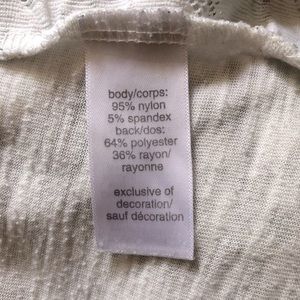 body/corps:
95% nylon
5% spandex
back/dos:
64% polyester
36% rayon/
rayonne
exclusive of
decoration/
sauf décoration